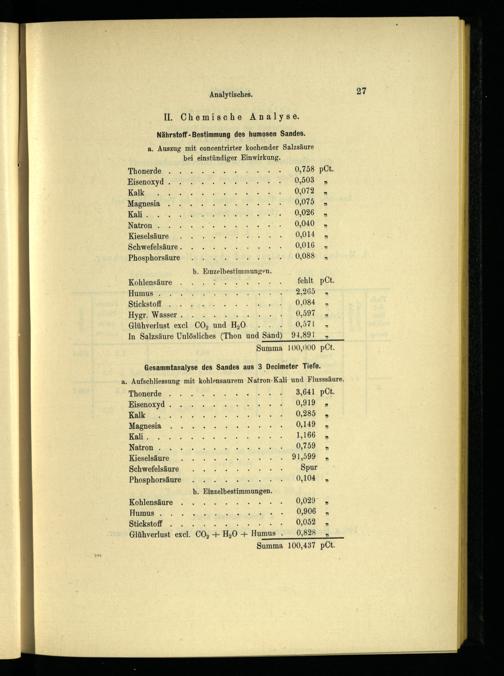 Analytisches. 27
II. Chemische Analyse.
Nährstoff-Bestimmung des humosen Sandes.
a. Auszug mit concentrirter kochender Salzsäure
bei einstündiger Einwirkung.
Thonerde . . . . . . . . . . . 0,758 pCt.
Eisenoxyd . . . . . . . . . . . 0,503 „
Kalk . . . . . . . . . . . 0,072 „
Magnesia . . . . . . . . . . . 0,075 „
Kali . . . . . . . . . . . . 0,026 „
Natron . . . . . . . . . . . 0,040 „
Kieselsäure . . . . . . . . . . 0,014 „
Schwefelsäure . . . . . . . . . . 0,016 „
Phosphorsäure . . . . . . . . . 0,088 „
b. Einzelbestimmungen.
Kohlensäure . . . . . . . . . . fehlt pCt.
Humus . . . . . . . . . . . . 2,265 „
Stickstoff . . . . . . . . . . . 0,084 „
Hygr. Wasser . . . . . . . . . . 0,597 „
Glühverlust excl CO₂ und H₂O . . . 0,571 „
In Salzsäure Unlösliches (Thon und Sand) 94,891 „
Summa 100,000 pCt.
Gesammtanalyse des Sandes aus 3 Decimeter Tiefe.
a. Aufschliessung mit kohlensaurem Natron-Kali und Flusssäure.
Thonerde . . . . . . . . . . . 3,641 pCt.
Eisenoxyd . . . . . . . . . . . 0,919 „
Kalk . . . . . . . . . . . 0,285 „
Magnesia . . . . . . . . . . . 0,149 „
Kali . . . . . . . . . . . . 1,166 „
Natron . . . . . . . . . . . 0,759 „
Kieselsäure . . . . . . . . . . 91,599 „
Schwefelsäure . . . . . . . . . Spur
Phosphorsäure . . . . . . . . . 0,104 „
b. Einzelbestimmungen.
Kohlensäure . . . . . . . . . . 0,029 „
Humus . . . . . . . . . . . . 0,906 „
Stickstoff . . . . . . . . . . . 0,052 „
Glühverlust excl. CO₂ + H₂O + Humus . 0,828 „
Summa 100,437 pCt.